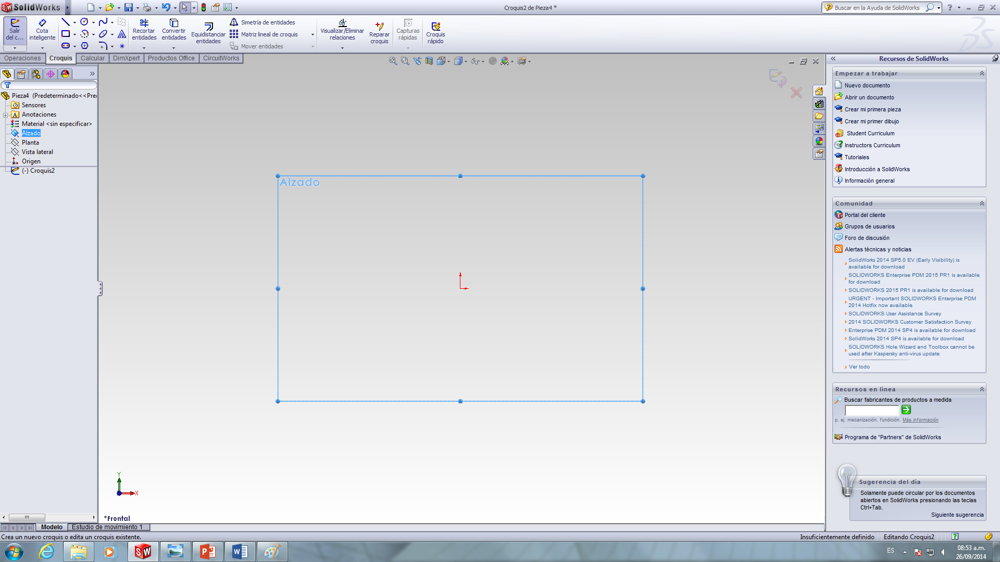 SolidWorks
Croquis2 de Pieza4 *
Buscar en la Ayuda de SolidWorks
Salir
del c...
Cota
inteligente
Recortar
entidades
Convertir
entidades
Equidistanciar
entidades
Simetría de entidades
Matriz lineal de croquis
Mover entidades
Visualizar/Eliminar
relaciones
Reparar
croquis
Capturas
rápidas
Croquis
rápido
Operaciones
Croquis
Calcular
DimXpert
Productos Office
CircuitWorks
Pieza4 (Predeterminado<<Pre
Sensores
Anotaciones
Material <sin especificar>
Alzado
Planta
Vista lateral
Origen
(-) Croquis2
Alzado
Y
X
*Frontal
Recursos de SolidWorks
Empezar a trabajar
Nuevo documento
Abrir un documento
Crear mi primera pieza
Crear mi primer dibujo
Student Curriculum
Instructors Curriculum
Tutoriales
Introducción a SolidWorks
Información general
Comunidad
Portal del cliente
Grupos de usuarios
Foro de discusión
Alertas técnicas y noticias
SolidWorks 2014 SP5.0 EV (Early Visibility) is
available for download
SOLIDWORKS Enterprise PDM 2015 PR1 is available
for download
SOLIDWORKS 2015 PR1 is available for download
URGENT - Important SOLIDWORKS Enterprise PDM
2014 Hotfix now available
SOLIDWORKS User Assistance Survey
2014 SOLIDWORKS Customer Satisfaction Survey
Enterprise PDM 2014 SP4 is available for download
SolidWorks 2014 SP4 is available for download
SOLIDWORKS Hole Wizard and Toolbox cannot be
used after Kaspersky anti-virus update
Ver todo
Recursos en línea
Buscar fabricantes de productos a medida
p. ej. mecanización, fundición. Más información
Programa de "Partners" de SolidWorks
Sugerencia del día
Solamente puede circular por los documentos
abiertos en SolidWorks presionando las teclas
Ctrl+Tab.
Siguiente sugerencia
Modelo
Estudio de movimiento 1
Crea un nuevo croquis o edita un croquis existente.
Insuficientemente definido
Editando Croquis2
ES
08:53 a.m.
26/09/2014